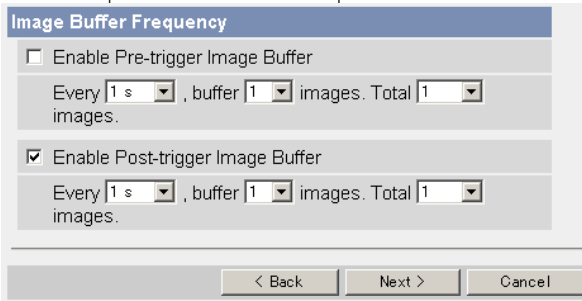 Image Buffer Frequency
Enable Pre-trigger Image Buffer
Every 1 s , buffer 1 images. Total 1
images.
Enable Post-trigger Image Buffer
Every 1 s , buffer 1 images. Total 1
images.
< Back Next > Cancel